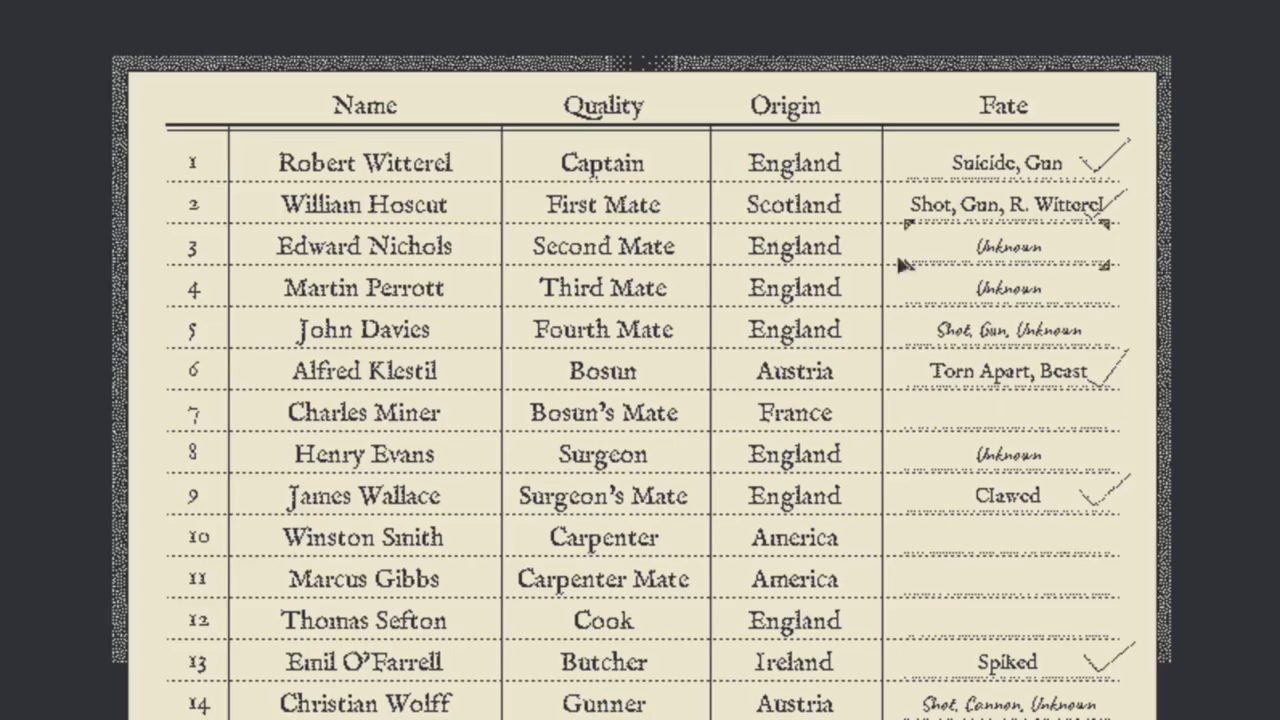 Name Quality Origin Fate
1 Robert Witterel Captain England Suicide, Gun
2 William Hoscut First Mate Scotland Shot, Gun, R. Witterel
3 Edward Nichols Second Mate England Unknown
4 Martin Perrott Third Mate England Unknown
5 John Davies Fourth Mate England Shot, Gun, Unknown
6 Alfred Klestil Bosun Austria Torn Apart, Beast
7 Charles Miner Bosun's Mate France
8 Henry Evans Surgeon England Unknown
9 James Wallace Surgeon's Mate England Clawed
10 Winston Smith Carpenter America
11 Marcus Gibbs Carpenter Mate America
12 Thomas Sefton Cook England
13 Emil O'Farrell Butcher Ireland Spiked
14 Christian Wolff Gunner Austria Shot, Cannon, Unknown